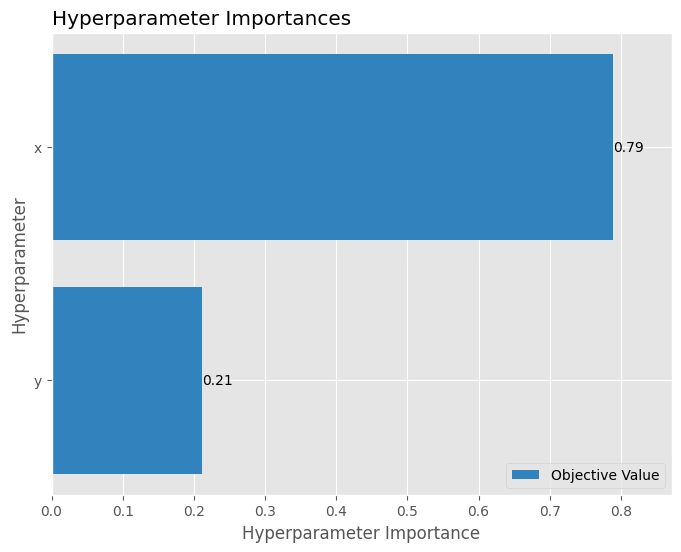 Hyperparameter Importances
Hyperparameter
x
0.79
y
0.21
Objective Value
0.0 0.1 0.2 0.3 0.4 0.5 0.6 0.7 0.8
Hyperparameter Importance